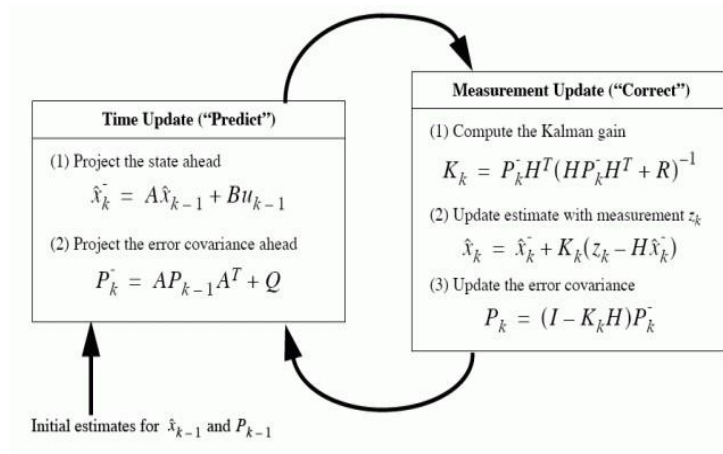 Time Update (“Predict”)
(1) Project the state ahead
x̂ₖ⁻ = Ax̂ₖ₋₁ + Buₖ₋₁
(2) Project the error covariance ahead
Pₖ⁻ = APₖ₋₁Aᵀ + Q
Initial estimates for x̂ₖ₋₁ and Pₖ₋₁
Measurement Update (“Correct”)
(1) Compute the Kalman gain
Kₖ = Pₖ⁻Hᵀ(HPₖ⁻Hᵀ + R)⁻¹
(2) Update estimate with measurement zₖ
x̂ₖ = x̂ₖ⁻ + Kₖ(zₖ – Hx̂ₖ⁻)
(3) Update the error covariance
Pₖ = (I – KₖH)Pₖ⁻